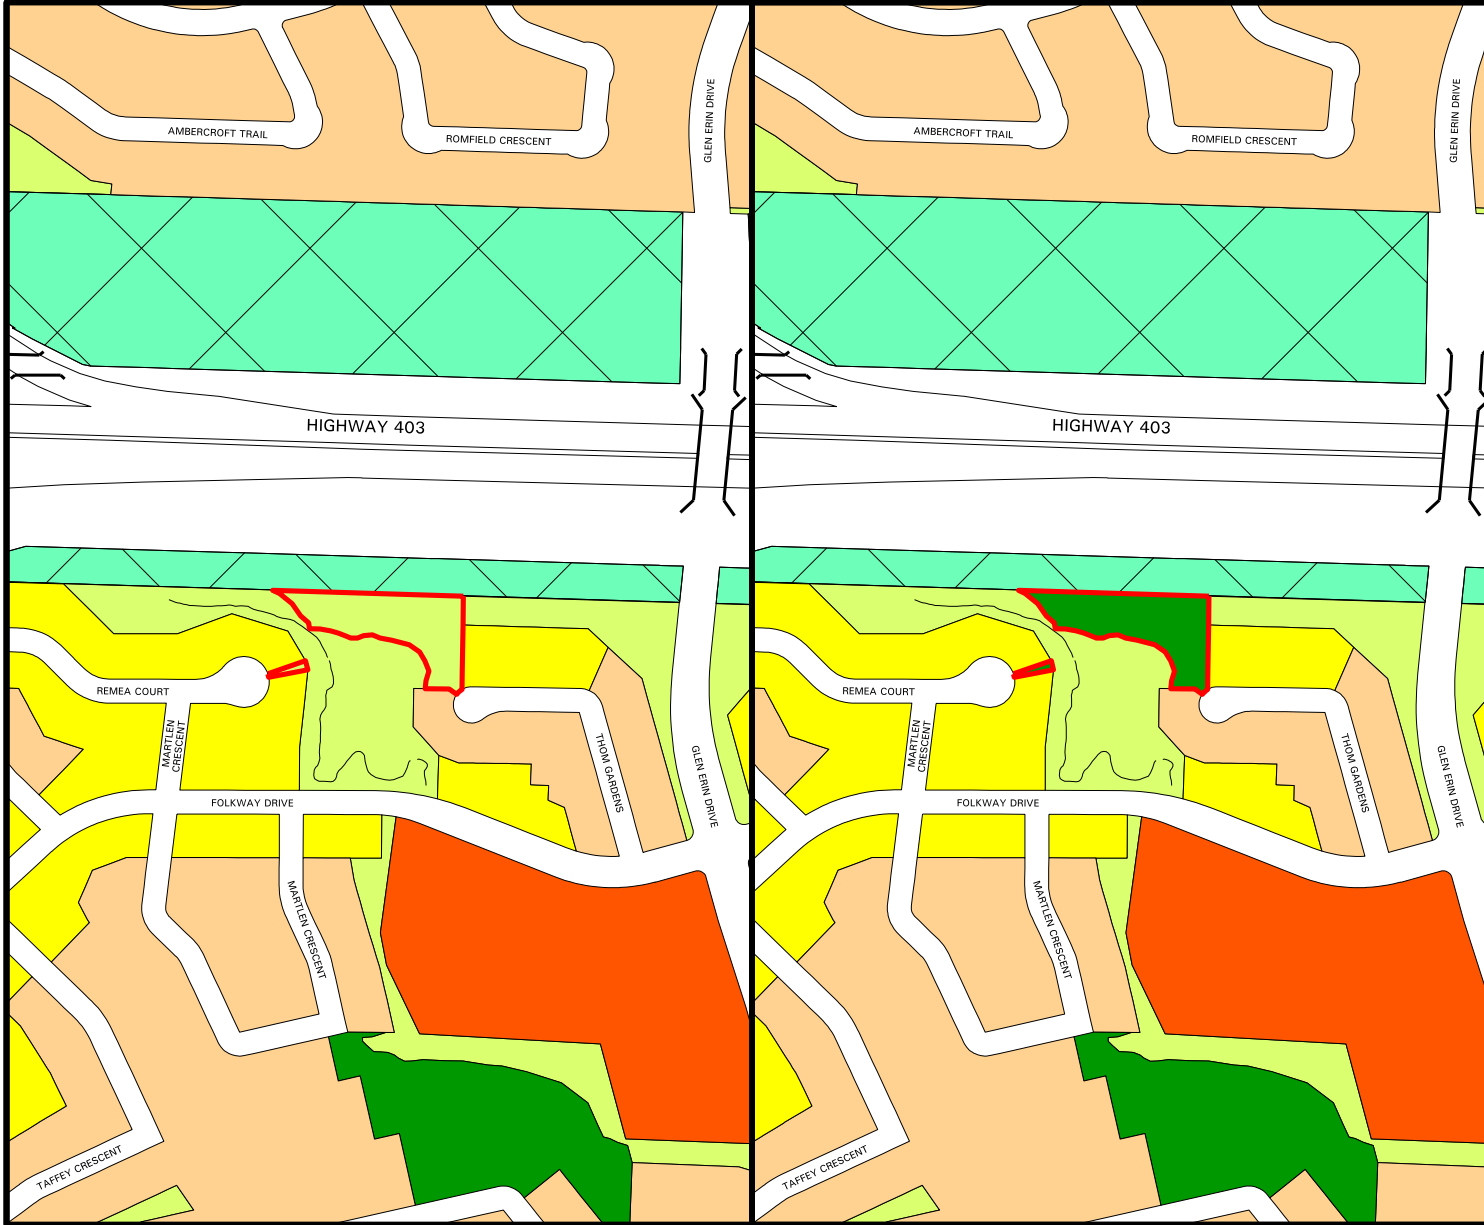 GLEN ERIN DRIVE
AMBERCROFT TRAIL
ROMFIELD CRESCENT
HIGHWAY 403
REMEA COURT
MARTLEN
CRESCENT
THOM GARDENS
GLEN ERIN DRIVE
FOLKWAY DRIVE
MARTLEN CRESCENT
TAFFEY CRESCENT
GLEN ERIN DRIVE
AMBERCROFT TRAIL
ROMFIELD CRESCENT
HIGHWAY 403
REMEA COURT
MARTLEN
CRESCENT
THOM GARDENS
GLEN ERIN DRIVE
FOLKWAY DRIVE
MARTLEN CRESCENT
TAFFEY CRESCENT